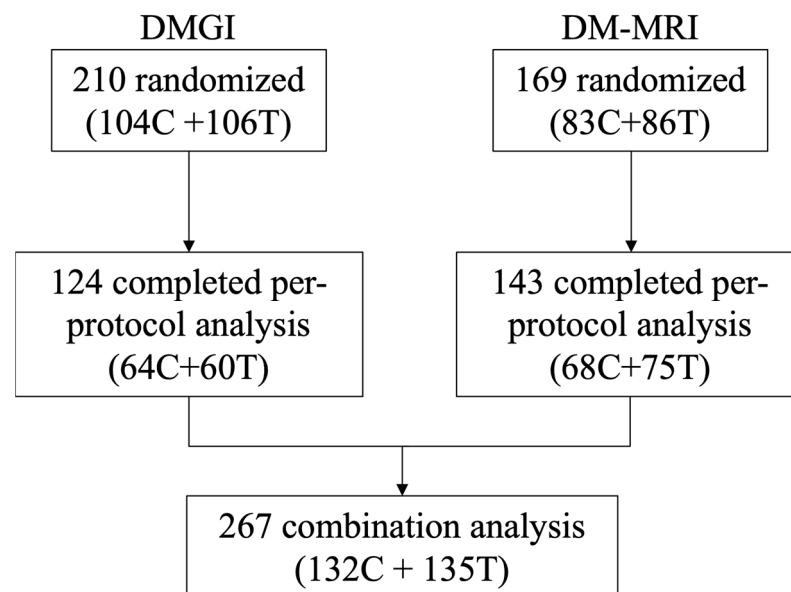 DMGI
210 randomized
(104C +106T)
DM-MRI
169 randomized
(83C+86T)
124 completed per-
protocol analysis
(64C+60T)
143 completed per-
protocol analysis
(68C+75T)
267 combination analysis
(132C + 135T)